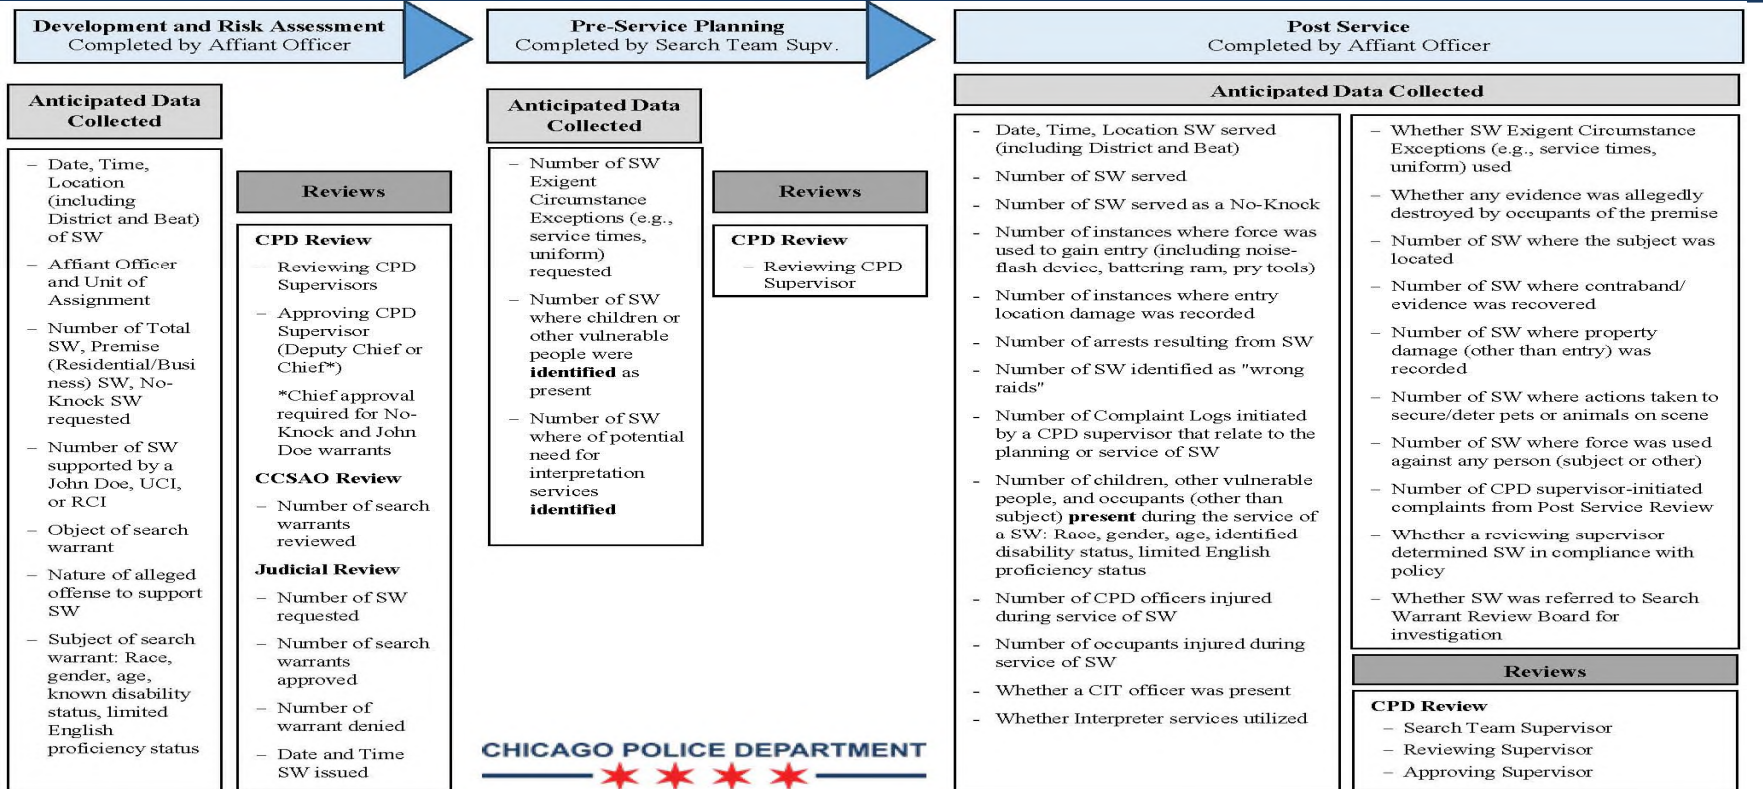 Development and Risk Assessment
Completed by Affiant Officer
Anticipated Data
Collected
– Date, Time,
Location
(including
District and Beat)
of SW
– Affiant Officer
and Unit of
Assignment
– Number of Total
SW, Premise
(Residential/Busi
ness) SW, No-
Knock SW
requested
– Number of SW
supported by a
John Doe, UCI,
or RCI
– Object of search
warrant
– Nature of alleged
offense to support
SW
– Subject of search
warrant: Race,
gender, age,
known disability
status, limited
English
proficiency status
Reviews
CPD Review
– Reviewing CPD
Supervisors
– Approving CPD
Supervisor
(Deputy Chief or
Chief*)
*Chief approval
required for No-
Knock and John
Doe warrants
CCSAO Review
– Number of search
warrants
reviewed
Judicial Review
– Number of SW
requested
– Number of search
warrants
approved
– Number of
warrant denied
– Date and Time
SW issued
Pre-Service Planning
Completed by Search Team Supv.
Anticipated Data
Collected
– Number of SW
Exigent
Circumstance
Exceptions (e.g.,
service times,
uniform)
requested
– Number of SW
where children or
other vulnerable
people were
identified as
present
– Number of SW
where of potential
need for
interpretation
services
identified
Reviews
CPD Review
– Reviewing CPD
Supervisor
CHICAGO POLICE DEPARTMENT
Post Service
Completed by Affiant Officer
Anticipated Data Collected
- Date, Time, Location SW served
(including District and Beat)
- Number of SW served
- Number of SW served as a No-Knock
- Number of instances where force was
used to gain entry (including noise-
flash device, battering ram, pry tools)
- Number of instances where entry
location damage was recorded
- Number of arrests resulting from SW
- Number of SW identified as "wrong
raids"
- Number of Complaint Logs initiated
by a CPD supervisor that relate to the
planning or service of SW
- Number of children, other vulnerable
people, and occupants (other than
subject) present during the service of
a SW: Race, gender, age, identified
disability status, limited English
proficiency status
- Number of CPD officers injured
during service of SW
- Number of occupants injured during
service of SW
- Whether a CIT officer was present
- Whether Interpreter services utilized
– Whether SW Exigent Circumstance
Exceptions (e.g., service times,
uniform) used
– Whether any evidence was allegedly
destroyed by occupants of the premise
– Number of SW where the subject was
located
– Number of SW where contraband/
evidence was recovered
– Number of SW where property
damage (other than entry) was
recorded
– Number of SW where actions taken to
secure/deter pets or animals on scene
– Number of SW where force was used
against any person (subject or other)
– Number of CPD supervisor-initiated
complaints from Post Service Review
– Whether a reviewing supervisor
determined SW in compliance with
policy
– Whether SW was referred to Search
Warrant Review Board for
investigation
Reviews
CPD Review
– Search Team Supervisor
– Reviewing Supervisor
– Approving Supervisor